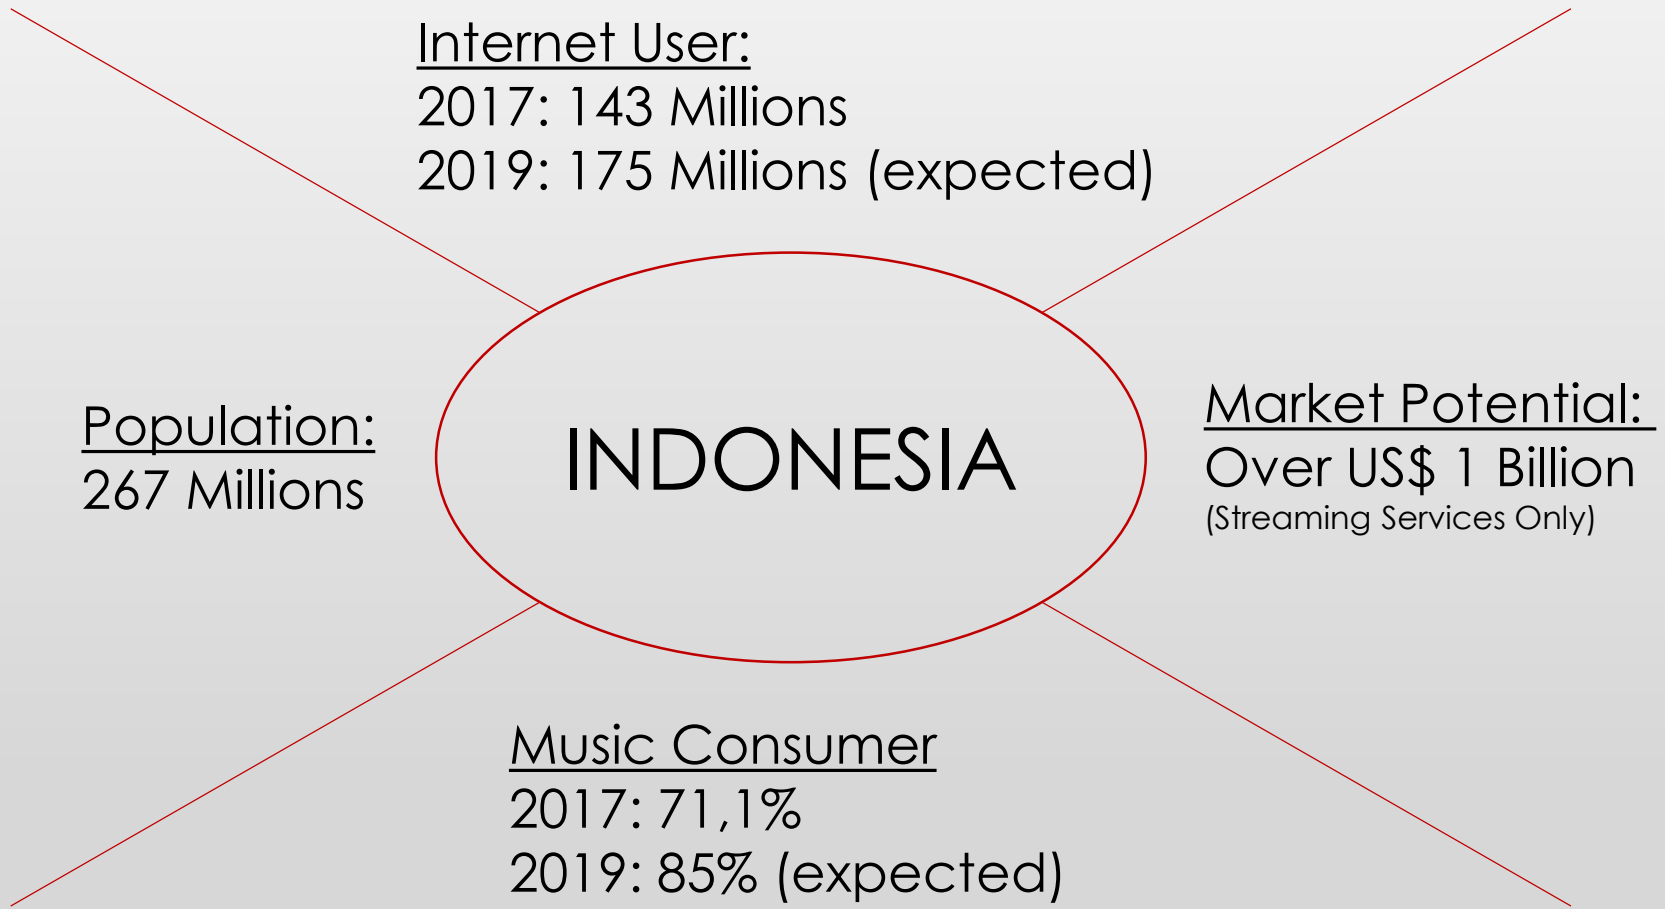 Internet User:
2017: 143 Millions
2019: 175 Millions (expected)
Population:
267 Millions
INDONESIA
Market Potential:
Over US$ 1 Billion
(Streaming Services Only)
Music Consumer
2017: 71,1%
2019: 85% (expected)